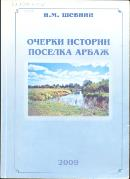 И.М. ШЕВНИН
ОЧЕРКИ ИСТОРИИ
ПОСЕЛКА АРБАЖ
2009